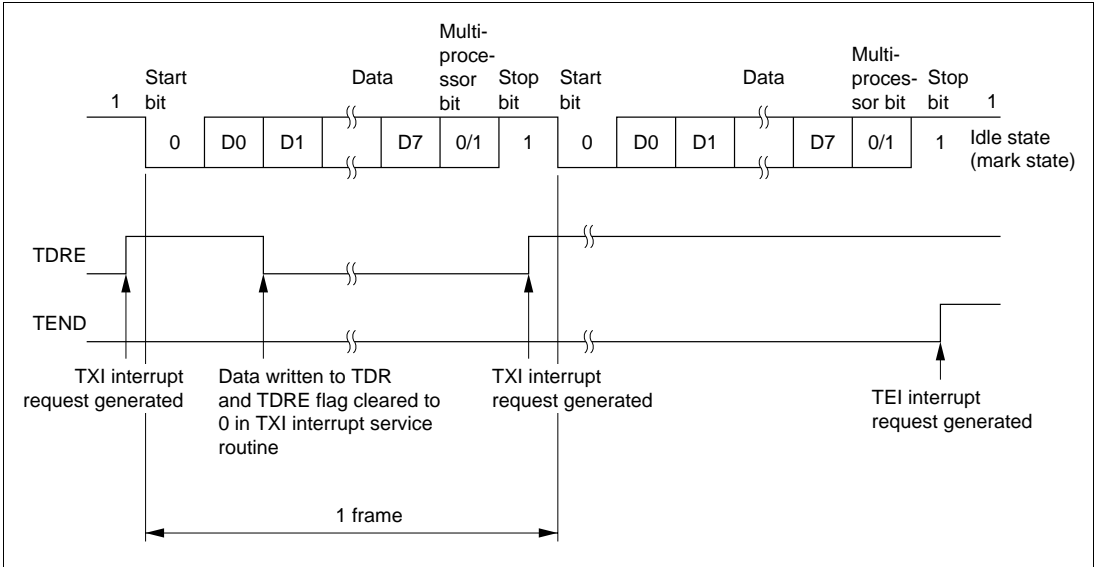 Multi-
proce-
ssor
bit
Start
bit
Data
Stop
bit
Start
bit
Data
Multi-
proces-
sor bit
Stop
bit
1
1
0
D0
D1
D7
0/1
1
0
D0
D1
D7
0/1
1
Idle state
(mark state)
TDRE
TEND
TXI interrupt
request generated
Data written to TDR
and TDRE flag cleared to
0 in TXI interrupt service
routine
TXI interrupt
request generated
TEI interrupt
request generated
1 frame